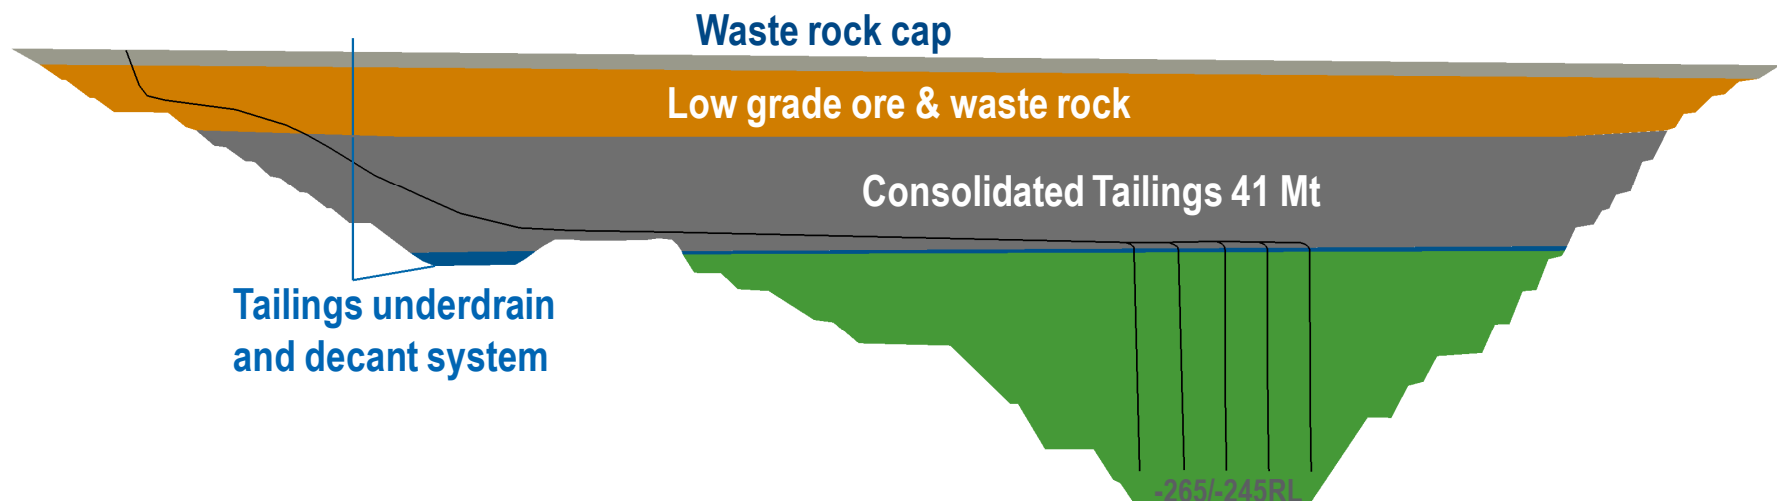 Waste rock cap
Low grade ore & waste rock
Consolidated Tailings 41 Mt
Tailings underdrain
and decant system
-265/-245RL